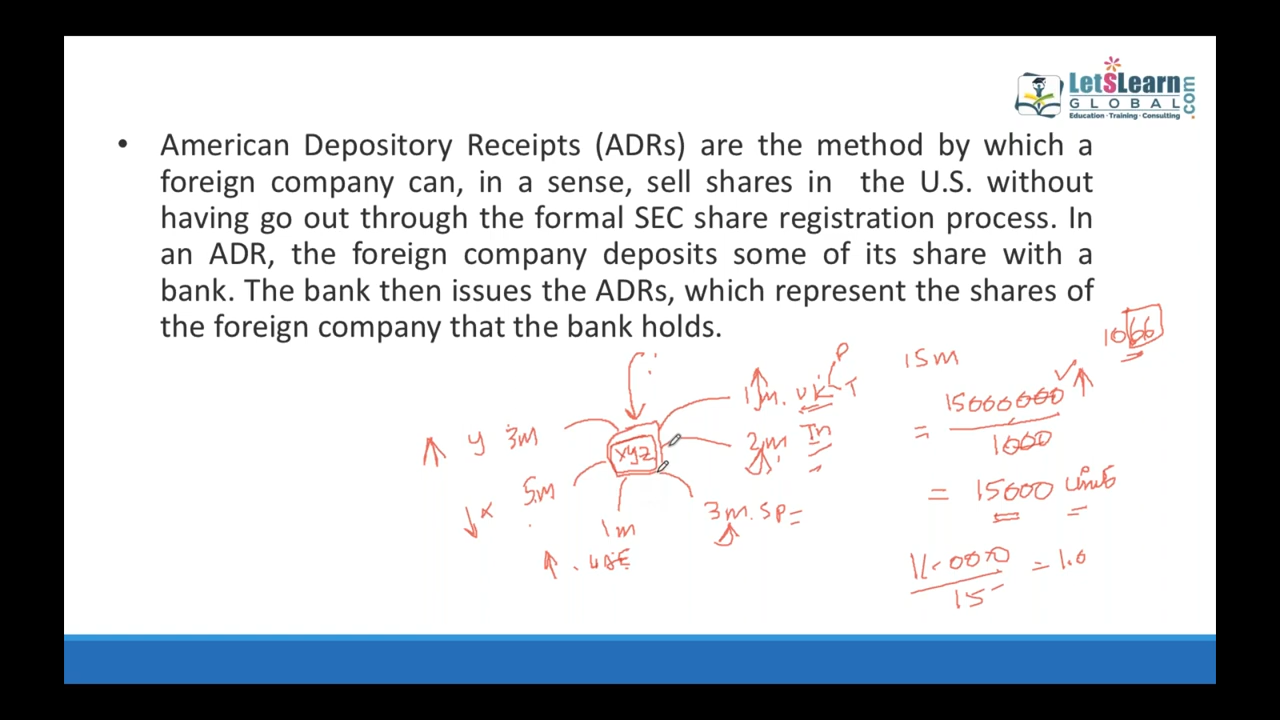 LetSLearn
GLOBAL.com
Education · Training · Consulting
• American Depository Receipts (ADRs) are the method by which a
foreign company can, in a sense, sell shares in the U.S. without
having go out through the formal SEC share registration process. In
an ADR, the foreign company deposits some of its share with a
bank. The bank then issues the ADRs, which represent the shares of
the foreign company that the bank holds.
1066
15m
P
1m. UK T
15000000
1000
y 3m
xyz
2m In
= 15000 units
x 5m
3m. SP =
1m
= 1.0
15